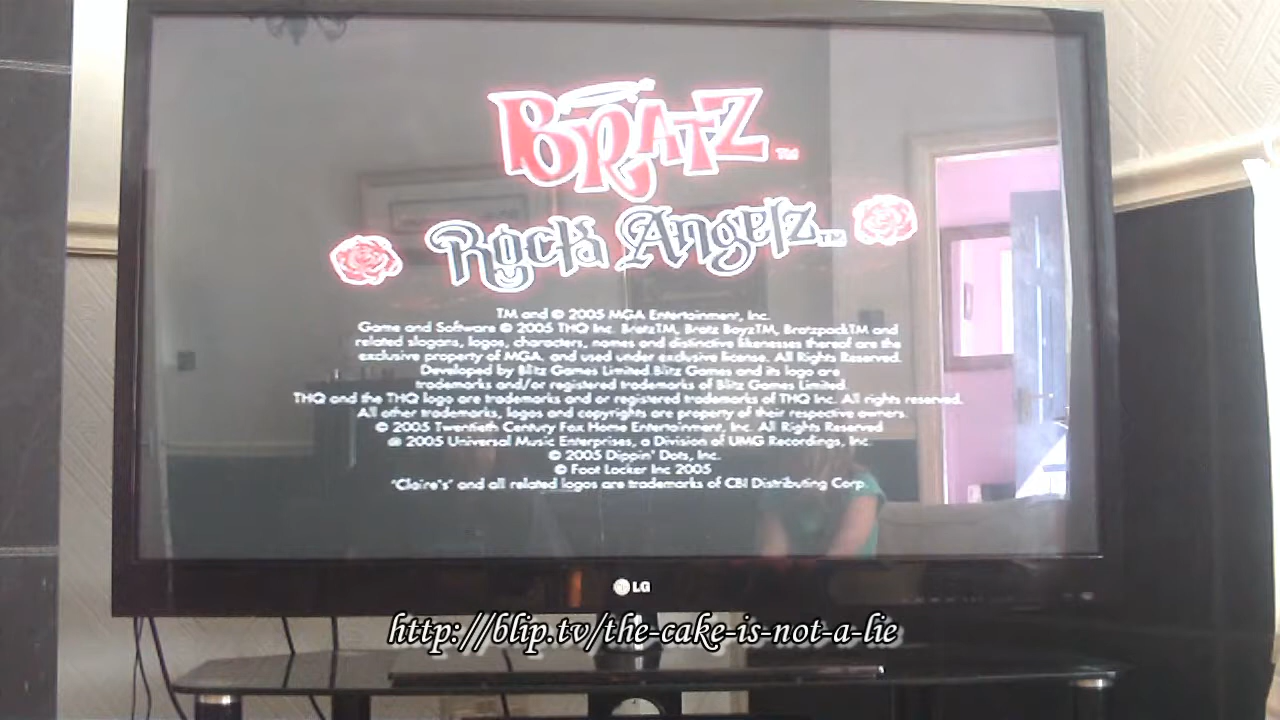 BRATZ TM
Rock Angelz TM
TM and © 2005 MGA Entertainment, Inc.
Game and Software © 2005 THQ Inc. BratzTM, Bratz BoyzTM, BratzpackTM and
related slogans, logos, characters, names and distinctive likenesses thereof are the
exclusive property of MGA. and used under exclusive license. All Rights Reserved.
Developed by Blitz Games Limited.Blitz Games and its logo are
trademarks and/or registered trademarks of Blitz Games Limited.
THQ and the THQ logo are trademarks and or registered trademarks of THQ Inc. All rights reserved.
All other trademarks, logos and copyrights are property of their respective owners.
© 2005 Twentieth Century Fox Home Entertainment, Inc. All Rights Reserved
@ 2005 Universal Music Enterprises, a Division of UMG Recordings, Inc.
© 2005 Dippin' Dots, Inc.
© Foot Locker Inc 2005
"Claire's" and all related logos are trademarks of CBI Distributing Corp.
LG
http://blip.tv/the-cake-is-not-a-lie